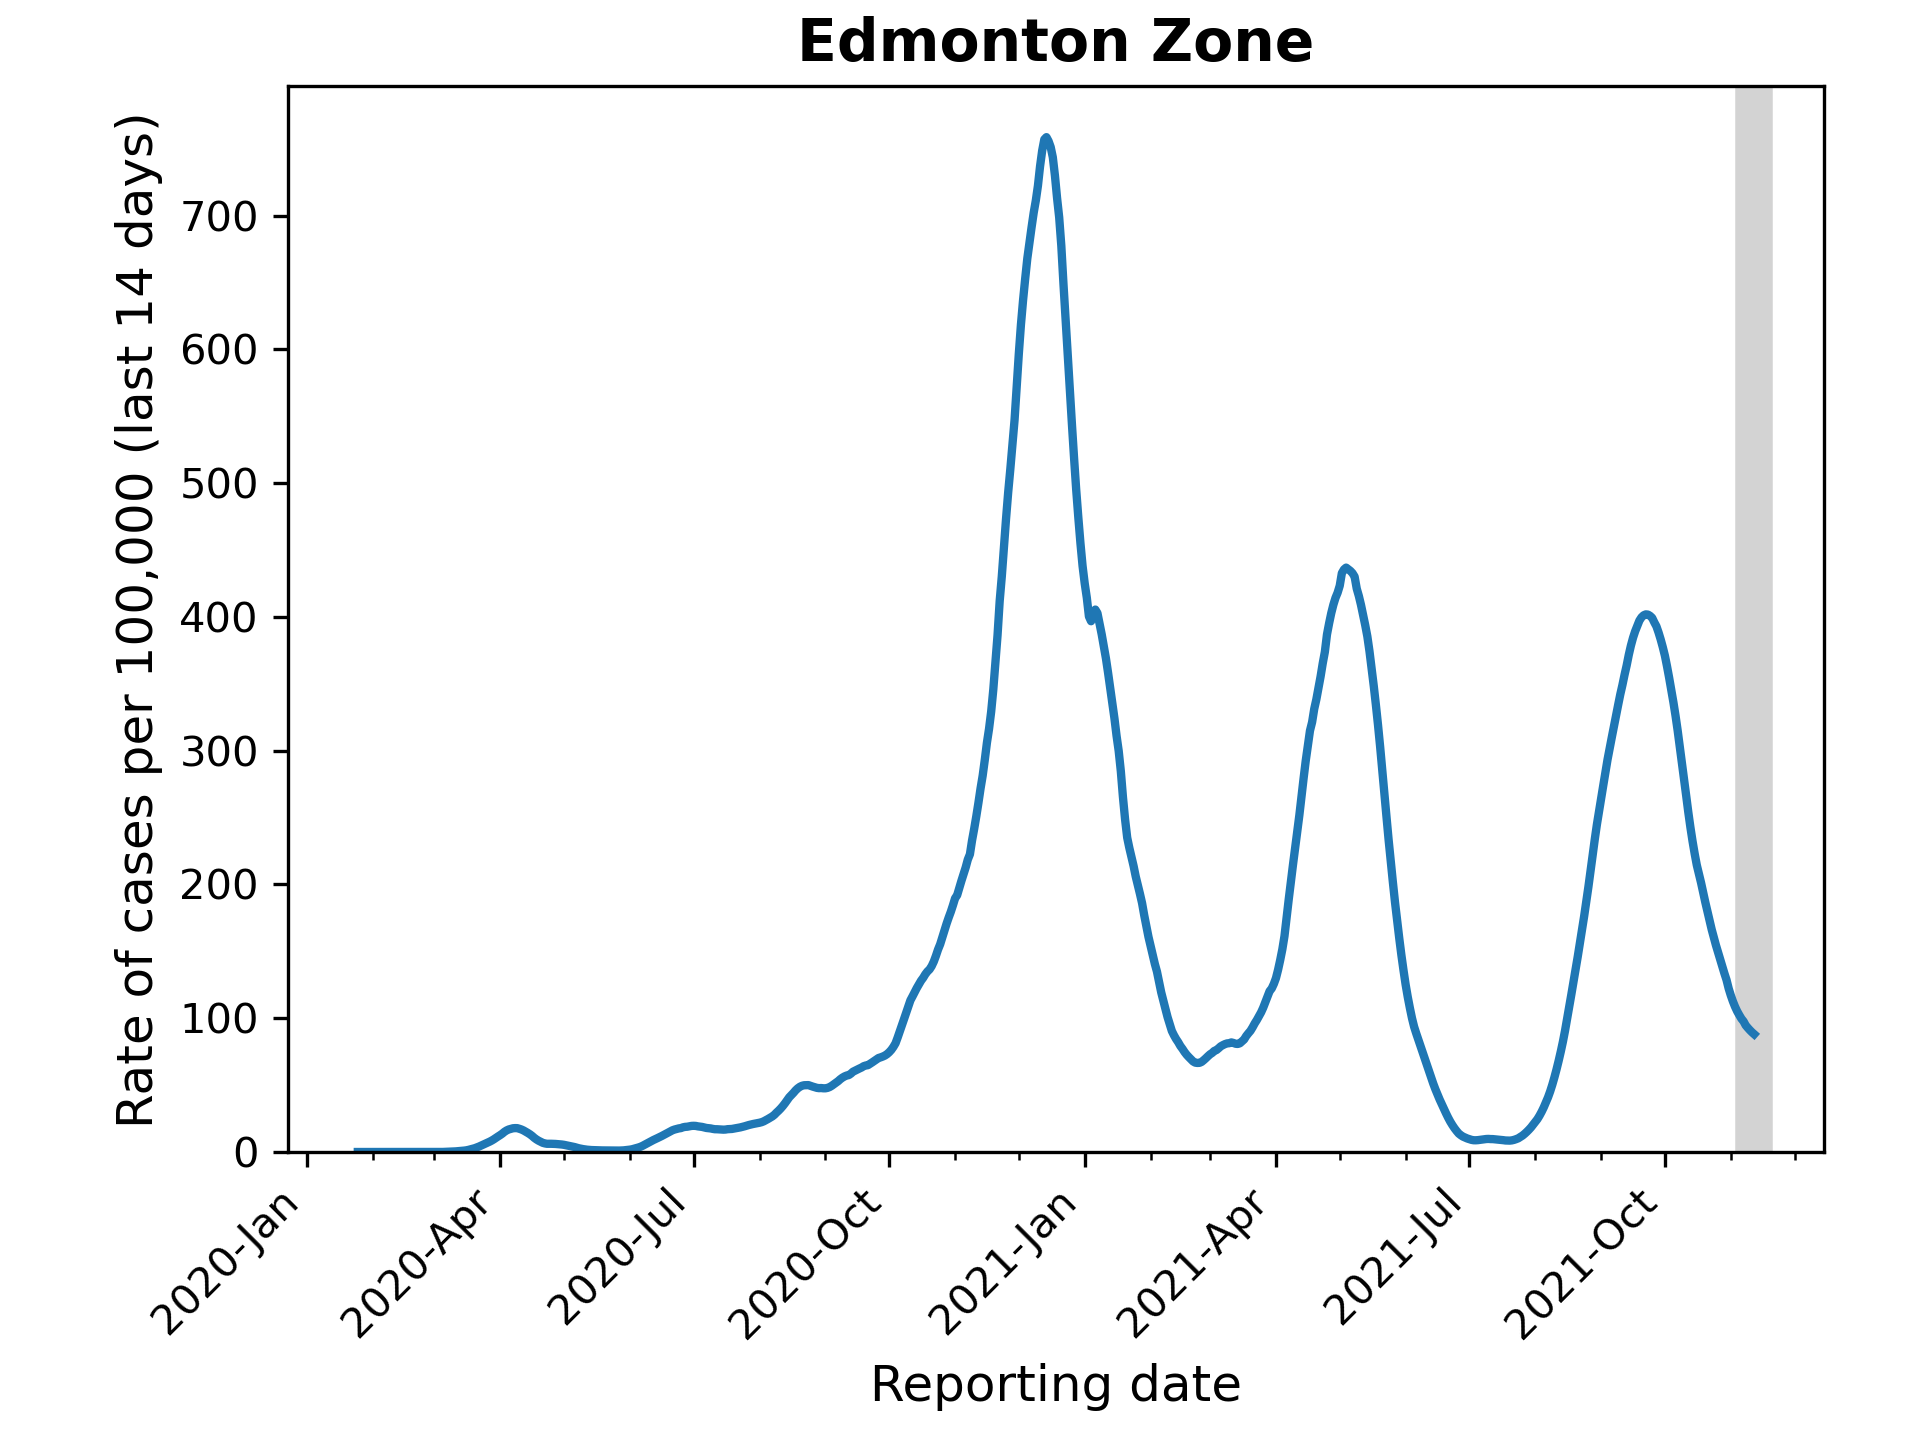 Edmonton Zone
Rate of cases per 100,000 (last 14 days)
700
600
500
400
300
200
100
0
2020-Jan
2020-Apr
2020-Jul
2020-Oct
2021-Jan
2021-Apr
2021-Jul
2021-Oct
Reporting date